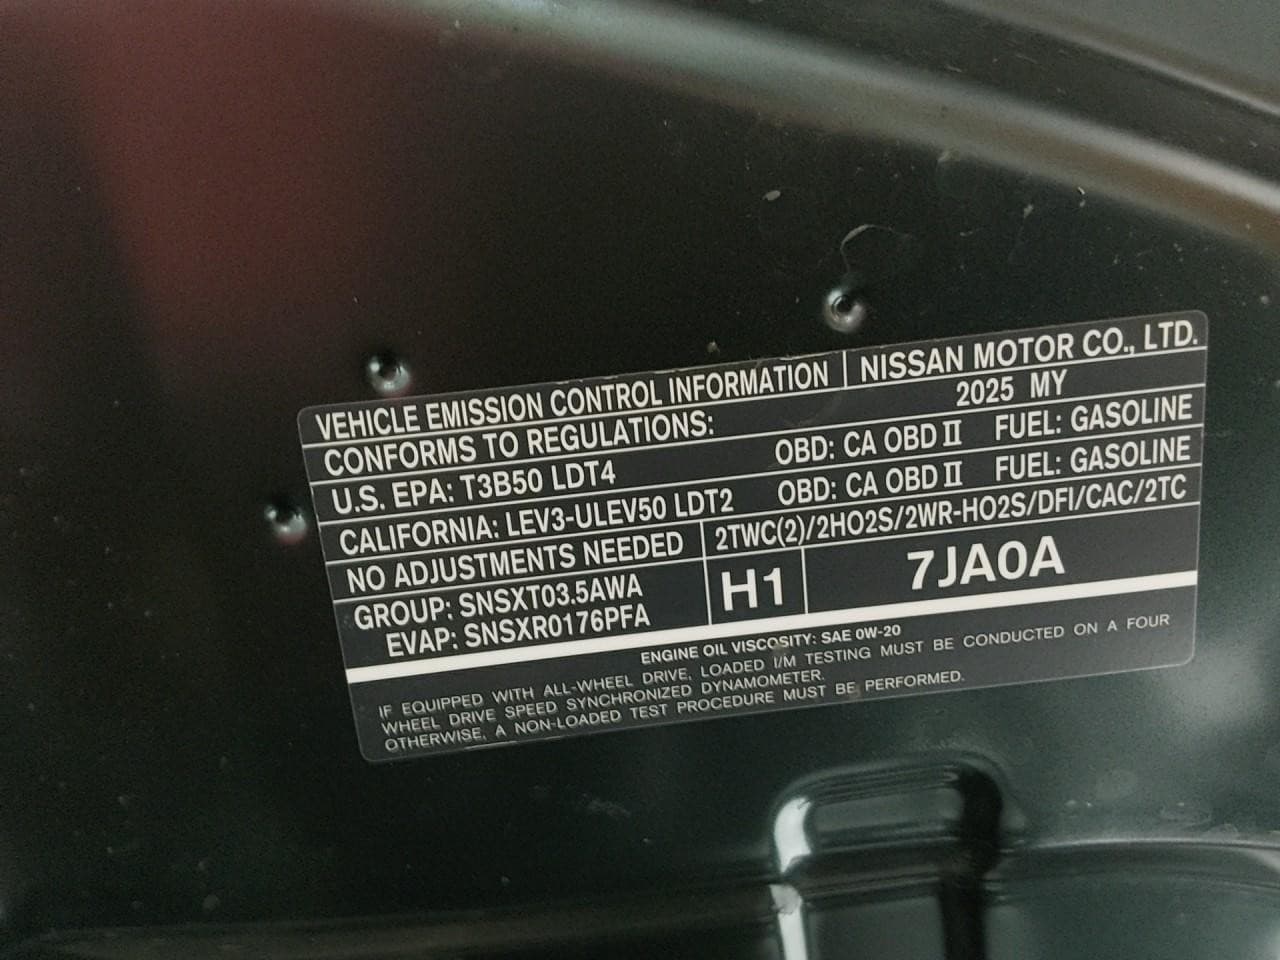 VEHICLE EMISSION CONTROL INFORMATION | NISSAN MOTOR CO., LTD.
CONFORMS TO REGULATIONS: 2025 MY
U.S. EPA: T3B50 LDT4 OBD: CA OBD II FUEL: GASOLINE
CALIFORNIA: LEV3-ULEV50 LDT2 OBD: CA OBD II FUEL: GASOLINE
NO ADJUSTMENTS NEEDED 2TWC(2)/2HO2S/2WR-HO2S/DFI/CAC/2TC
GROUP: SNSXT03.5AWA H1 7JA0A
EVAP: SNSXR0176PFA
ENGINE OIL VISCOSITY: SAE 0W-20
IF EQUIPPED WITH ALL-WHEEL DRIVE, LOADED I/M TESTING MUST BE CONDUCTED ON A FOUR
WHEEL DRIVE SPEED SYNCHRONIZED DYNAMOMETER.
OTHERWISE, A NON-LOADED TEST PROCEDURE MUST BE PERFORMED.